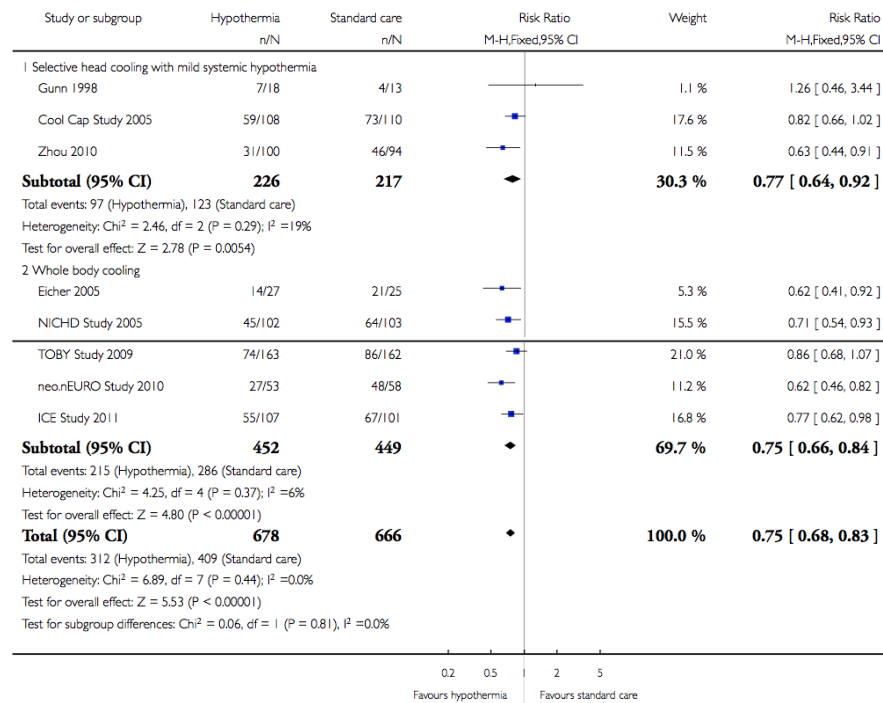 Study or subgroup Hypothermia Standard care Risk Ratio Weight Risk Ratio
n/N n/N M-H,Fixed,95% CI M-H,Fixed,95% CI
1 Selective head cooling with mild systemic hypothermia
Gunn 1998 7/18 4/13 1.1 % 1.26 [ 0.46, 3.44 ]
Cool Cap Study 2005 59/108 73/110 17.6 % 0.82 [ 0.66, 1.02 ]
Zhou 2010 31/100 46/94 11.5 % 0.63 [ 0.44, 0.91 ]
Subtotal (95% CI) 226 217 30.3 % 0.77 [ 0.64, 0.92 ]
Total events: 97 (Hypothermia), 123 (Standard care)
Heterogeneity: Chi² = 2.46, df = 2 (P = 0.29); I² =19%
Test for overall effect: Z = 2.78 (P = 0.0054)
2 Whole body cooling
Eicher 2005 14/27 21/25 5.3 % 0.62 [ 0.41, 0.92 ]
NICHD Study 2005 45/102 64/103 15.5 % 0.71 [ 0.54, 0.93 ]
TOBY Study 2009 74/163 86/162 21.0 % 0.86 [ 0.68, 1.07 ]
neo.nEURO Study 2010 27/53 48/58 11.2 % 0.62 [ 0.46, 0.82 ]
ICE Study 2011 55/107 67/101 16.8 % 0.77 [ 0.62, 0.98 ]
Subtotal (95% CI) 452 449 69.7 % 0.75 [ 0.66, 0.84 ]
Total events: 215 (Hypothermia), 286 (Standard care)
Heterogeneity: Chi² = 4.25, df = 4 (P = 0.37); I² =6%
Test for overall effect: Z = 4.80 (P < 0.00001)
Total (95% CI) 678 666 100.0 % 0.75 [ 0.68, 0.83 ]
Total events: 312 (Hypothermia), 409 (Standard care)
Heterogeneity: Chi² = 6.89, df = 7 (P = 0.44); I² =0.0%
Test for overall effect: Z = 5.53 (P < 0.00001)
Test for subgroup differences: Chi² = 0.06, df = 1 (P = 0.81), I² =0.0%
0.2 0.5 1 2 5
Favours hypothermia Favours standard care